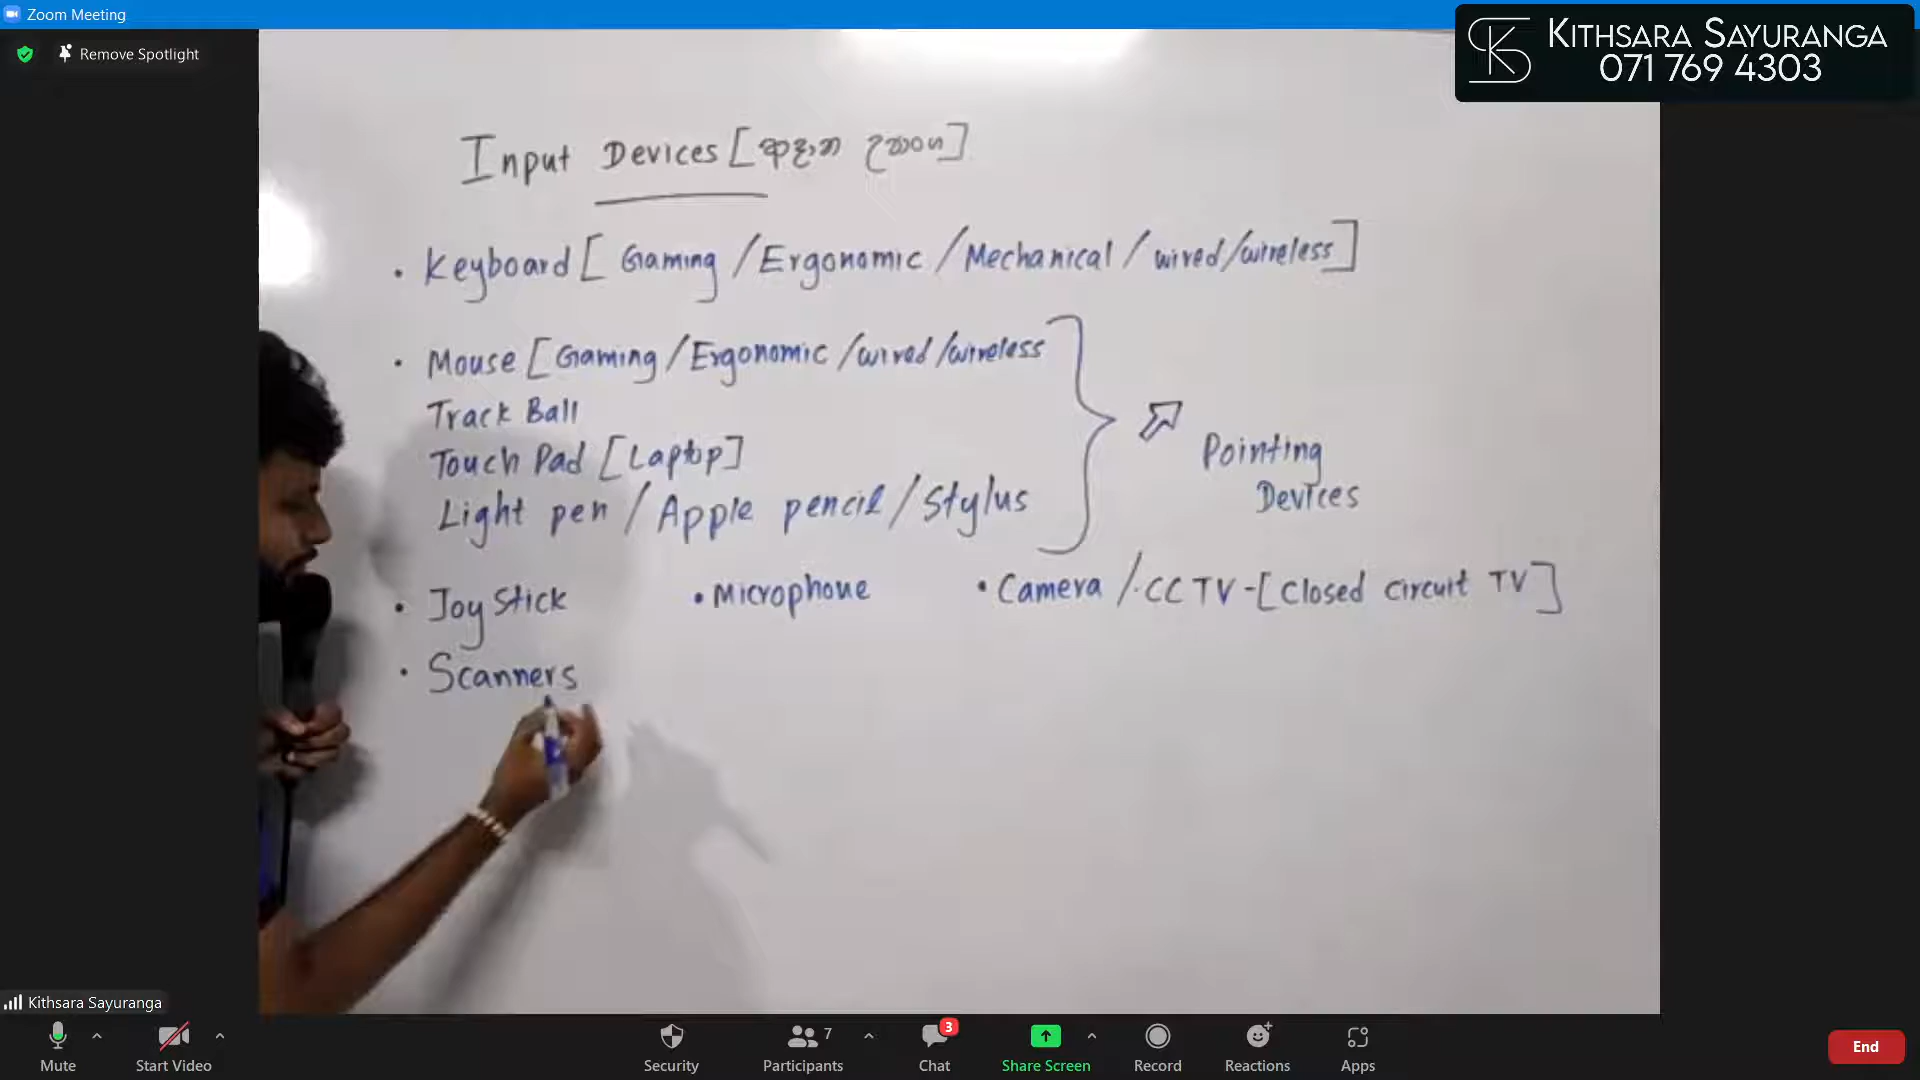 Zoom Meeting
Remove Spotlight
KITHSARA SAYURANGA
071 769 4303
Input Devices [ආදාන උපාංග]
• Keyboard [ Gaming / Ergonomic / Mechanical / wired/wireless ]
• Mouse [ Gaming / Ergonomic / wired / wireless
Track Ball
Touch Pad [Laptop]
Light pen / Apple pencil / Stylus
Pointing
Devices
• Joy Stick • Microphone • Camera / CCTV - [Closed circuit TV]
• Scanners
Kithsara Sayuranga
Mute
Start Video
Security
7
Participants
3
Chat
Share Screen
Record
Reactions
Apps
End